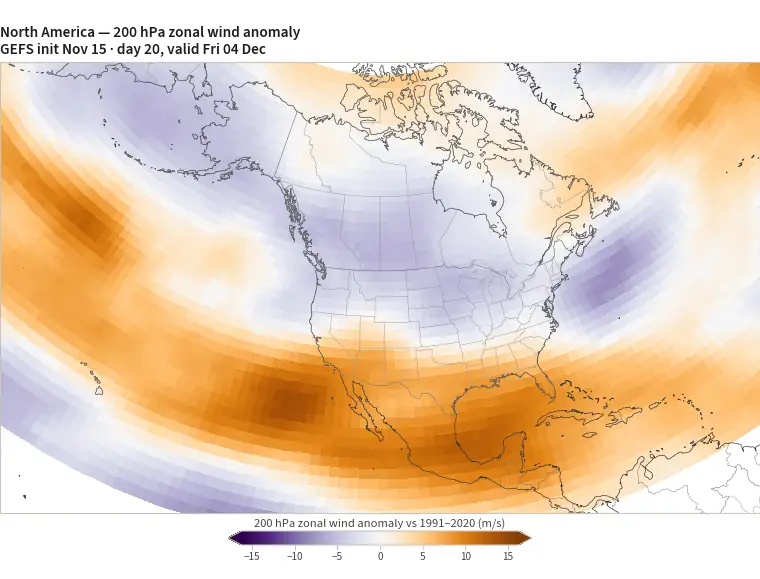 North America — 200 hPa zonal wind anomaly
GEFS init Nov 15 · day 20, valid Fri 04 Dec
200 hPa zonal wind anomaly vs 1991–2020 (m/s)
−15 −10 −5 0 5 10 15